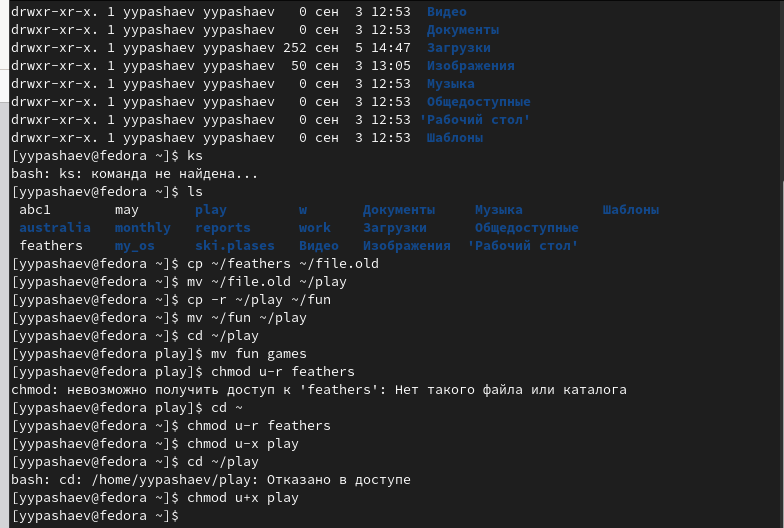 drwxr-xr-x. 1 yypashaev yypashaev   0 сен  3 12:53  Видео
drwxr-xr-x. 1 yypashaev yypashaev   0 сен  3 12:53  Документы
drwxr-xr-x. 1 yypashaev yypashaev 252 сен  5 14:47  Загрузки
drwxr-xr-x. 1 yypashaev yypashaev  50 сен  3 13:05  Изображения
drwxr-xr-x. 1 yypashaev yypashaev   0 сен  3 12:53  Музыка
drwxr-xr-x. 1 yypashaev yypashaev   0 сен  3 12:53  Общедоступные
drwxr-xr-x. 1 yypashaev yypashaev   0 сен  3 12:53 'Рабочий стол'
drwxr-xr-x. 1 yypashaev yypashaev   0 сен  3 12:53  Шаблоны
[yypashaev@fedora ~]$ ks
bash: ks: команда не найдена...
[yypashaev@fedora ~]$ ls
 abc1        may       play         w       Документы     Музыка          Шаблоны
 australia   monthly   reports      work    Загрузки      Общедоступные
 feathers    my_os     ski.plases   Видео   Изображения  'Рабочий стол'
[yypashaev@fedora ~]$ cp ~/feathers ~/file.old
[yypashaev@fedora ~]$ mv ~/file.old ~/play
[yypashaev@fedora ~]$ cp -r ~/play ~/fun
[yypashaev@fedora ~]$ mv ~/fun ~/play
[yypashaev@fedora ~]$ cd ~/play
[yypashaev@fedora play]$ mv fun games
[yypashaev@fedora play]$ chmod u-r feathers
chmod: невозможно получить доступ к 'feathers': Нет такого файла или каталога
[yypashaev@fedora play]$ cd ~
[yypashaev@fedora ~]$ chmod u-r feathers
[yypashaev@fedora ~]$ chmod u-x play
[yypashaev@fedora ~]$ cd ~/play
bash: cd: /home/yypashaev/play: Отказано в доступе
[yypashaev@fedora ~]$ chmod u+x play
[yypashaev@fedora ~]$